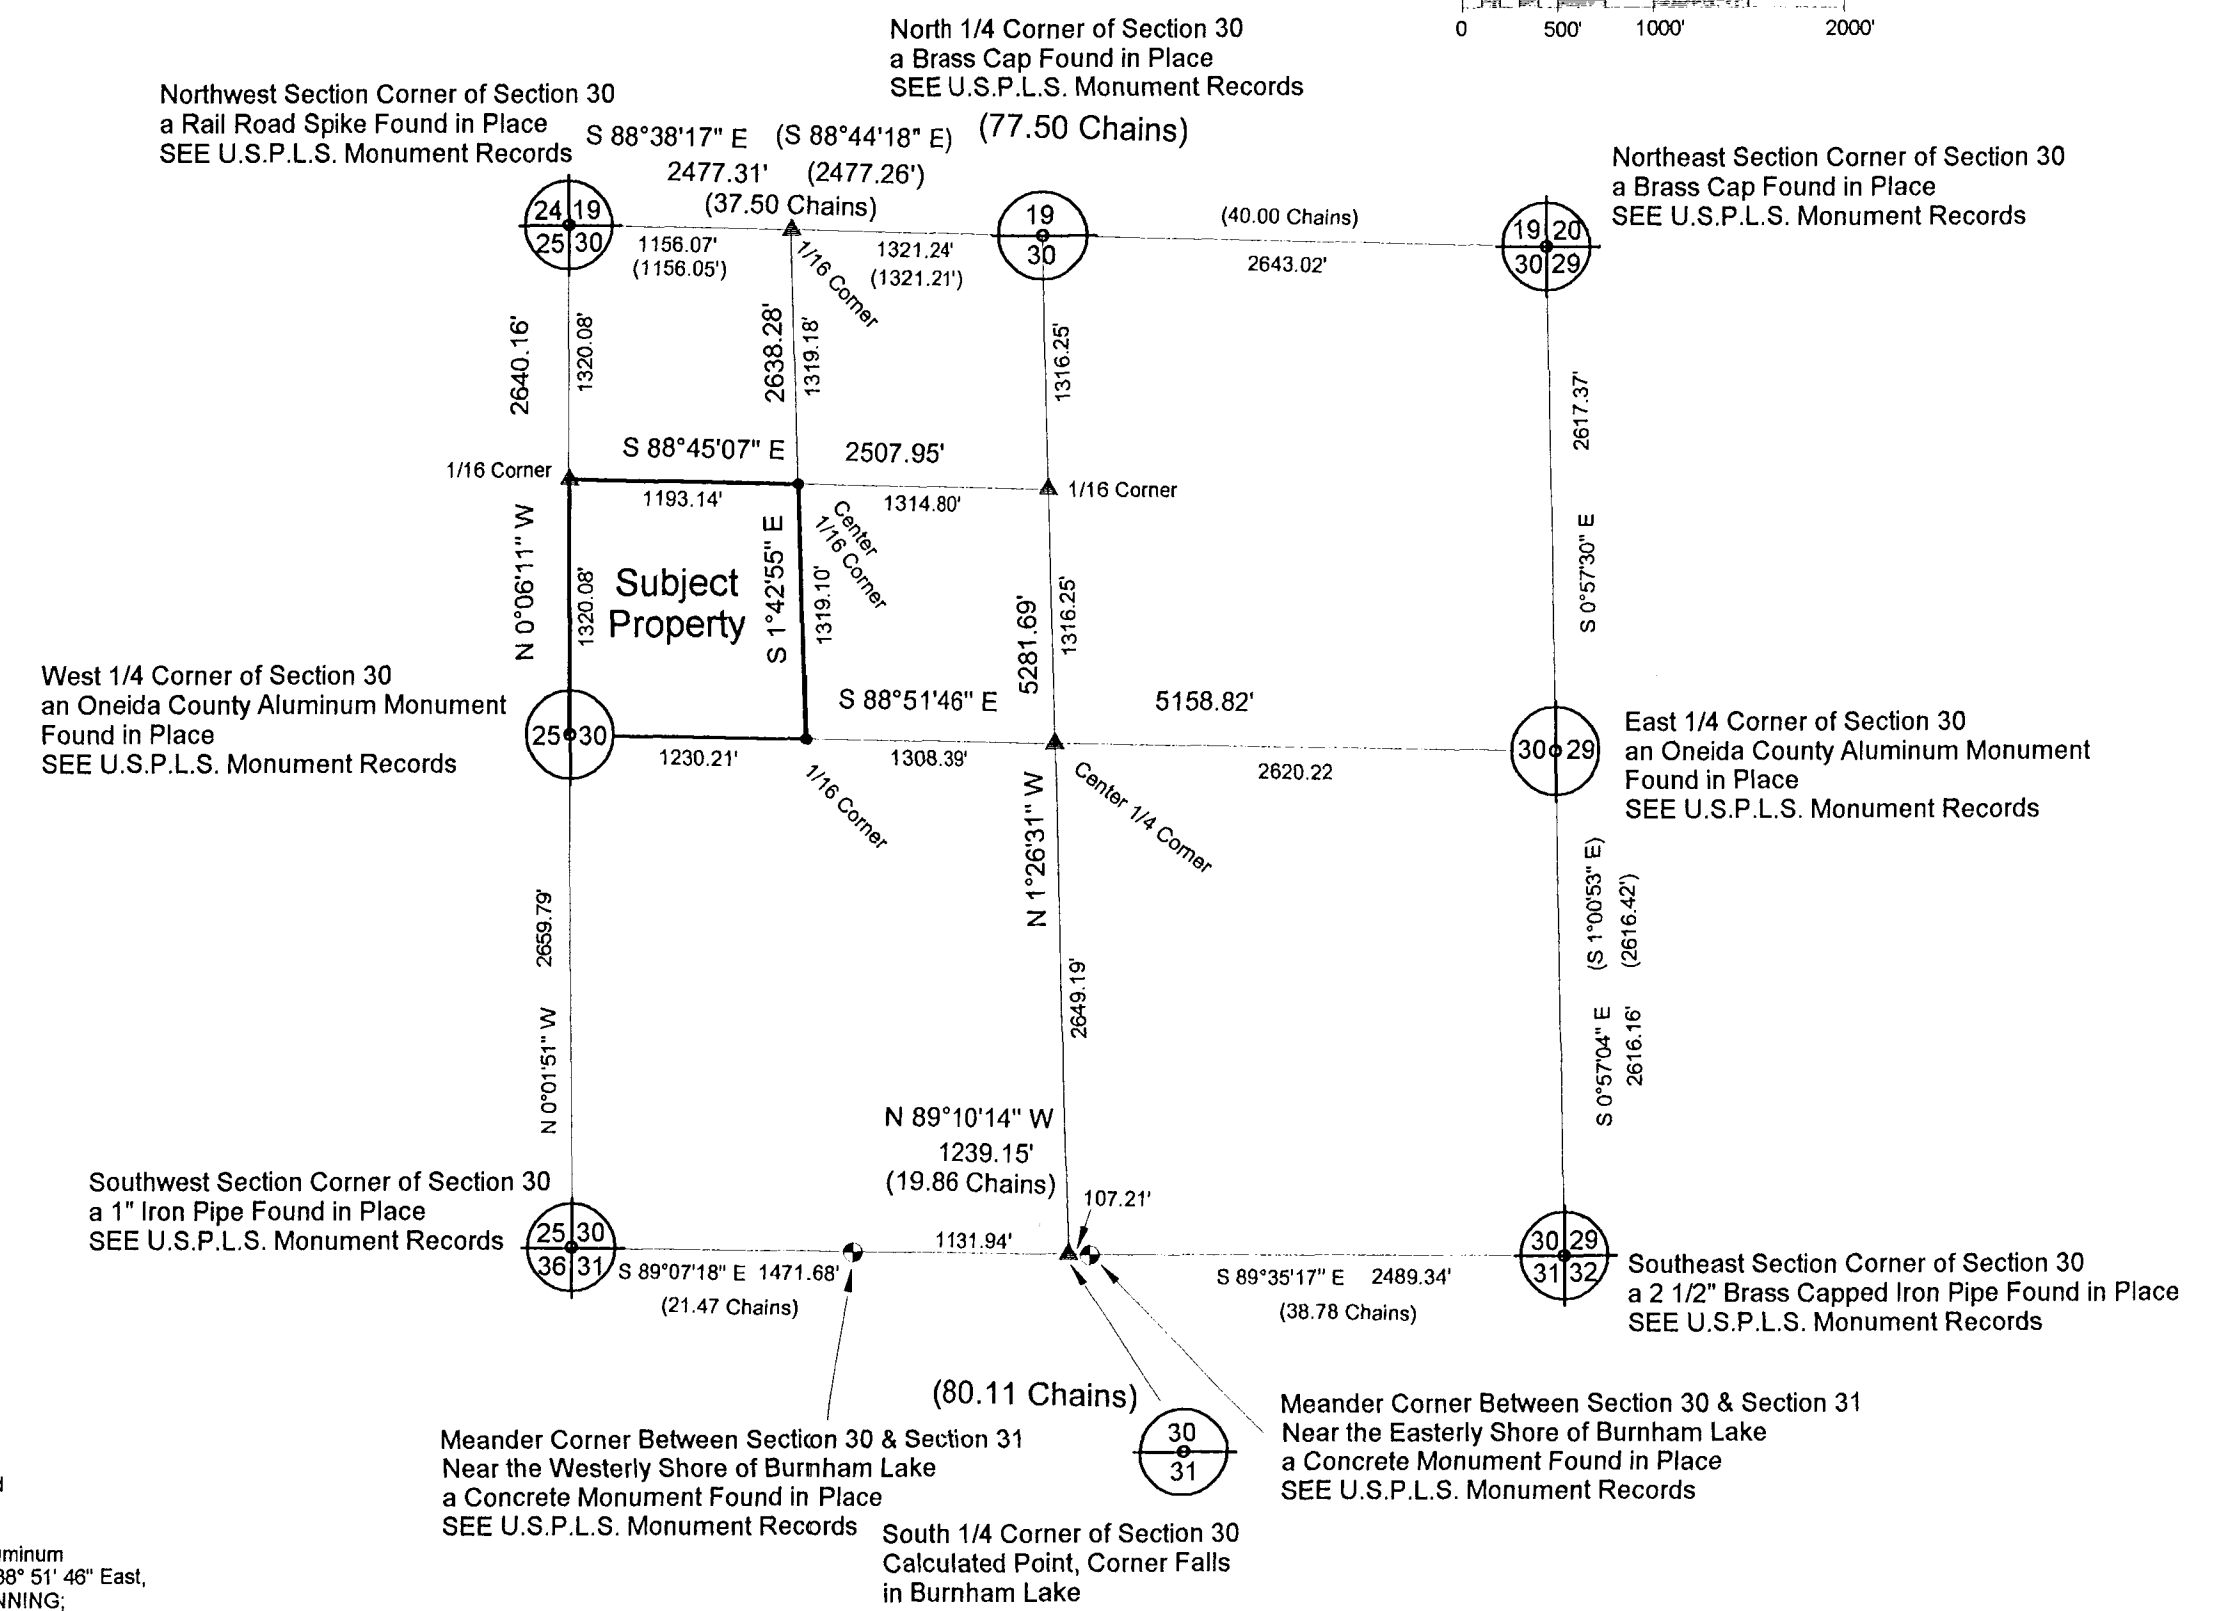 0 500' 1000' 2000'
North 1/4 Corner of Section 30
a Brass Cap Found in Place
SEE U.S.P.L.S. Monument Records
(77.50 Chains)
Northwest Section Corner of Section 30
a Rail Road Spike Found in Place
SEE U.S.P.L.S. Monument Records
S 88°38'17" E (S 88°44'18" E)
2477.31' (2477.26')
(37.50 Chains)
Northeast Section Corner of Section 30
a Brass Cap Found in Place
SEE U.S.P.L.S. Monument Records
24 19
25 30
1156.07'
(1156.05')
1/16 Corner
1321.24'
(1321.21')
19
30
(40.00 Chains)
2643.02'
19 20
30 29
2640.16'
1320.08'
2638.28'
1319.18'
1316.25'
2617.37'
S 88°45'07" E 2507.95'
1/16 Corner
1193.14'
1314.80'
1/16 Corner
Center
1/16 Corner
N 0°06'11" W
1320.08'
Subject
Property
S 1°42'55" E
1319.10'
5281.69'
1316.25'
S 0°57'30" E
West 1/4 Corner of Section 30
an Oneida County Aluminum Monument
Found in Place
SEE U.S.P.L.S. Monument Records
25 30
1230.21'
S 88°51'46" E 5158.82'
1308.39'
1/16 Corner
2620.22
Center 1/4 Corner
30 29
East 1/4 Corner of Section 30
an Oneida County Aluminum Monument
Found in Place
SEE U.S.P.L.S. Monument Records
2659.79'
N 0°01'51" W
N 1°26'31" W
2649.19'
(S 1°00'53" E)
(2616.42')
S 0°57'04" E
2616.16'
N 89°10'14" W
1239.15'
(19.86 Chains)
107.21'
Southwest Section Corner of Section 30
a 1" Iron Pipe Found in Place
SEE U.S.P.L.S. Monument Records
25 30
36 31
S 89°07'18" E 1471.68'
(21.47 Chains)
1131.94'
S 89°35'17" E 2489.34'
(38.78 Chains)
30 29
31 32
Southeast Section Corner of Section 30
a 2 1/2" Brass Capped Iron Pipe Found in Place
SEE U.S.P.L.S. Monument Records
(80.11 Chains)
30
31
Meander Corner Between Section 30 & Section 31
Near the Westerly Shore of Burnham Lake
a Concrete Monument Found in Place
SEE U.S.P.L.S. Monument Records
Meander Corner Between Section 30 & Section 31
Near the Easterly Shore of Burnham Lake
a Concrete Monument Found in Place
SEE U.S.P.L.S. Monument Records
South 1/4 Corner of Section 30
Calculated Point, Corner Falls
in Burnham Lake
51' 46" East,